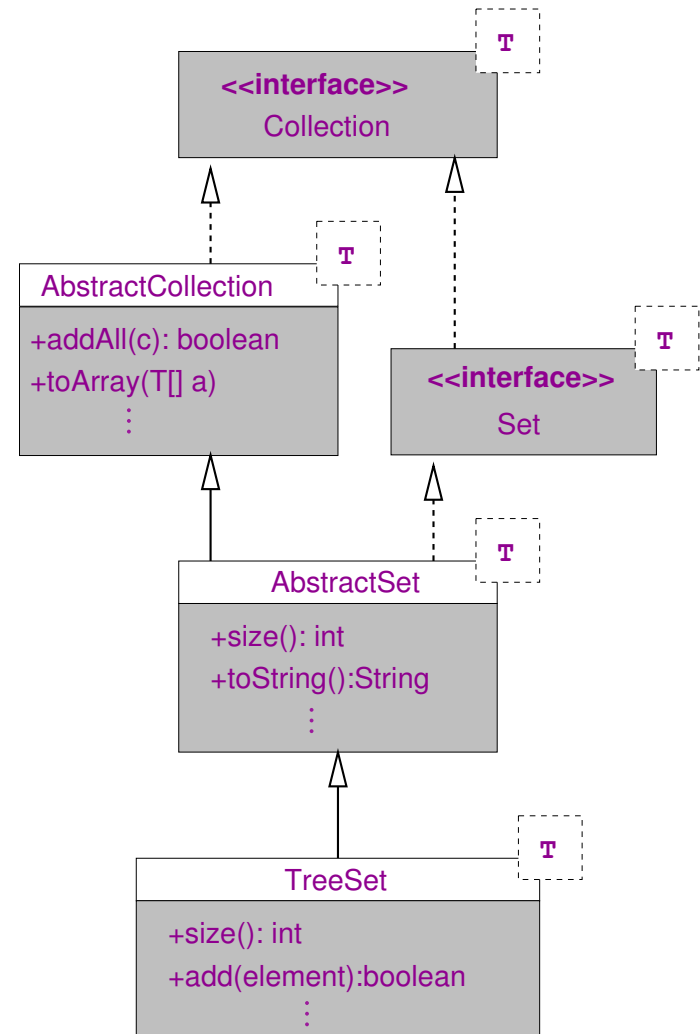 T
<<interface>>
Collection
T
AbstractCollection
+addAll(c): boolean
+toArray(T[] a)
⋮
T
<<interface>>
Set
T
AbstractSet
+size(): int
+toString():String
⋮
T
TreeSet
+size(): int
+add(element):boolean
⋮